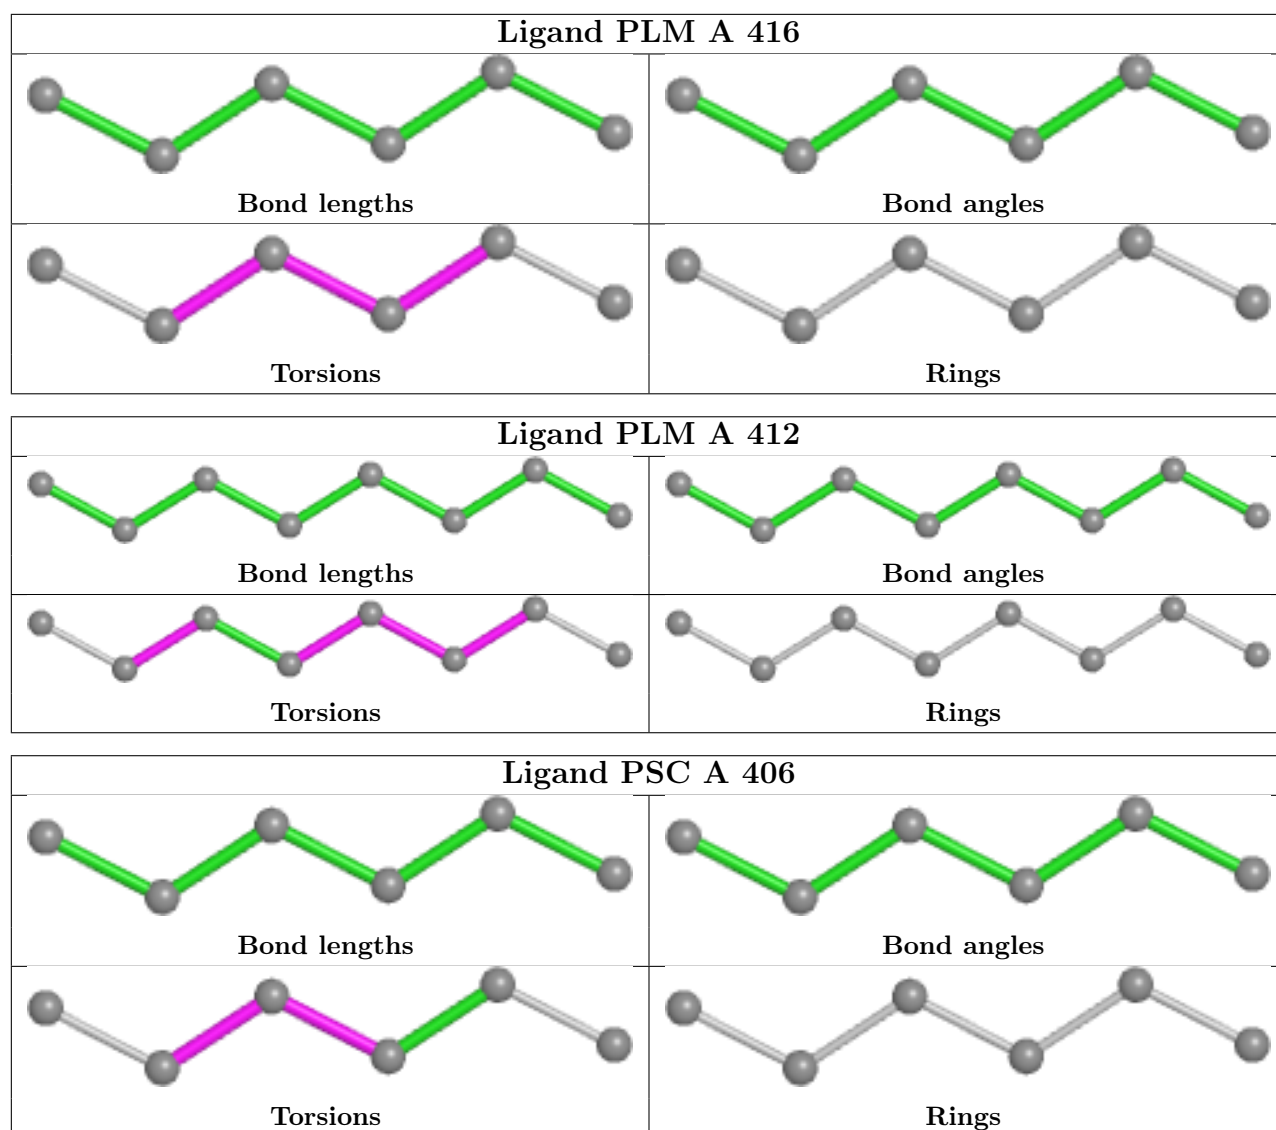 Ligand PLM A 416
Bond lengths
Bond angles
Torsions
Rings
Ligand PLM A 412
Bond lengths
Bond angles
Torsions
Rings
Ligand PSC A 406
Bond lengths
Bond angles
Torsions
Rings